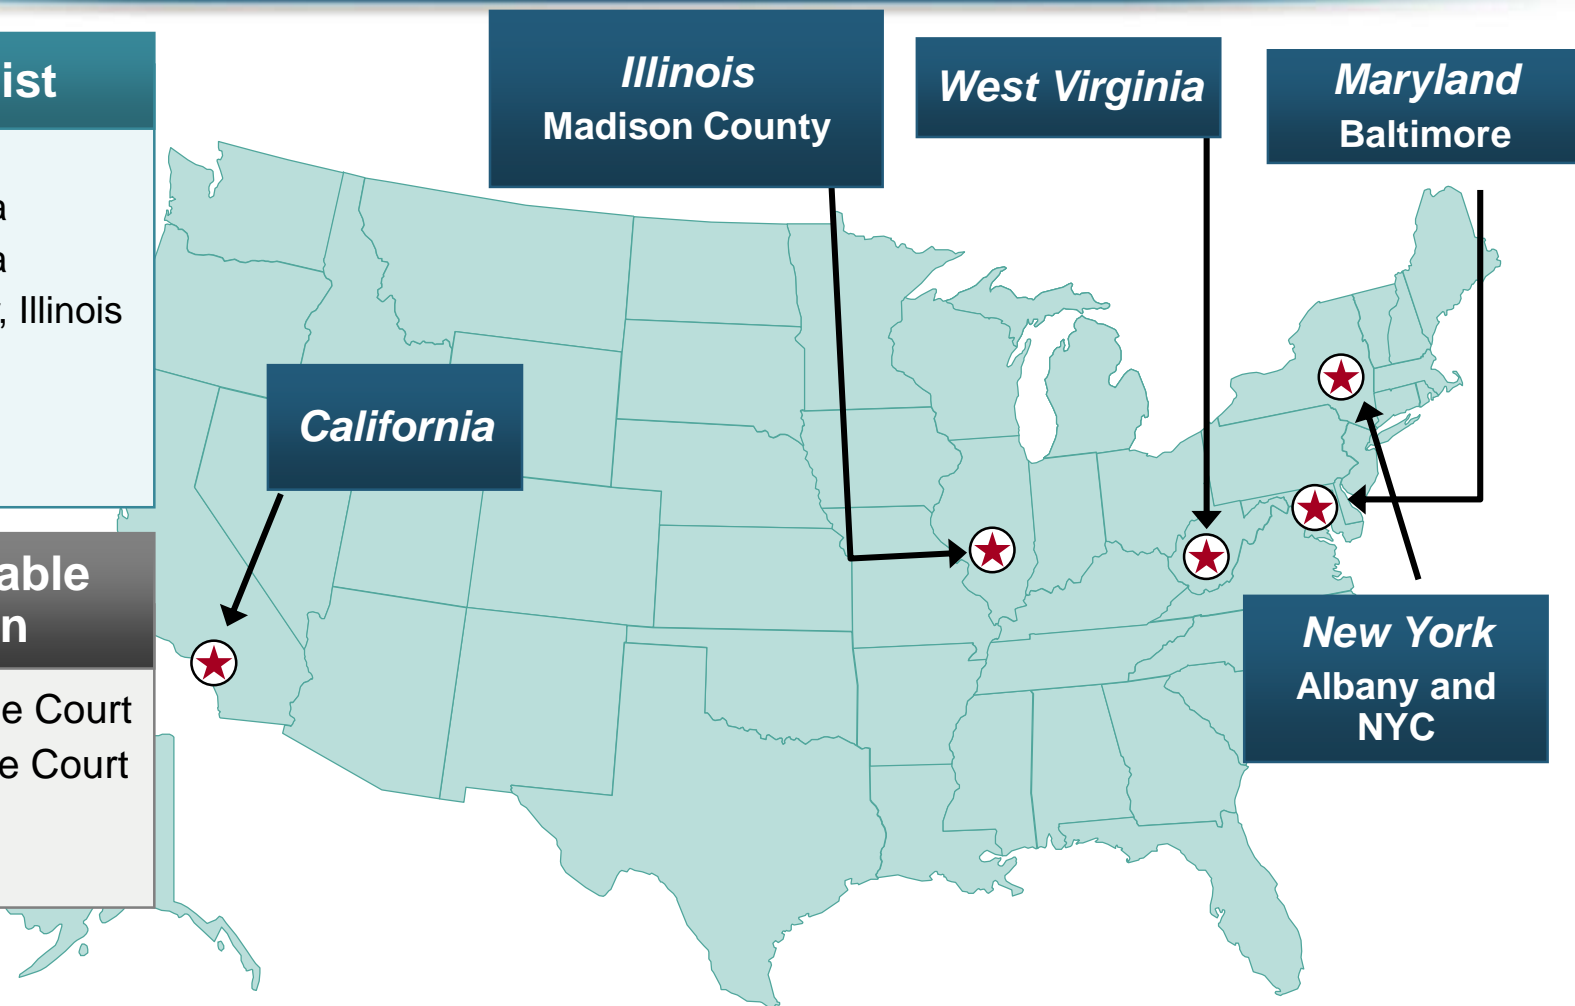 ist
a
a
, Illinois
able
n
e Court
e Court
Illinois
Madison County
West Virginia
Maryland
Baltimore
California
New York
Albany and
NYC